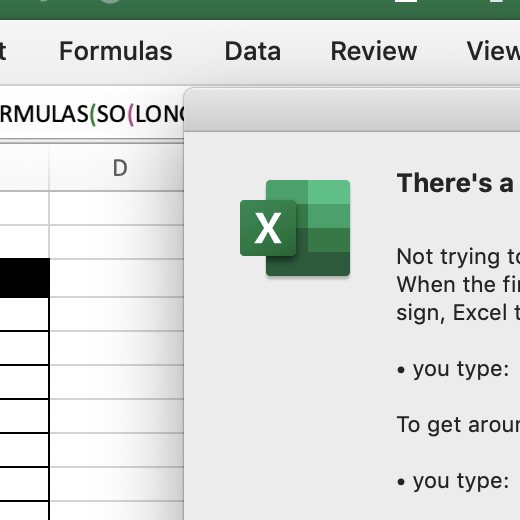 Formulas Data Review View
RMULAS(SO(LONG
D
There's a
X
Not trying to
When the fir
sign, Excel t
• you type:
To get aroun
• you type: